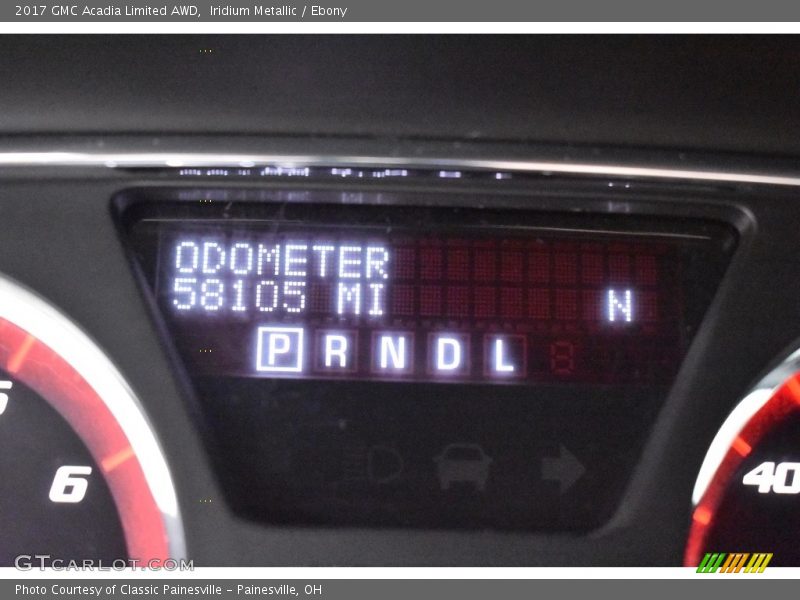 2017 GMC Acadia Limited AWD, Iridium Metallic / Ebony
ODOMETER
58105 MI
N
P R N D L
5
6
40
GTCARLOT.COM
Photo Courtesy of Classic Painesville - Painesville, OH